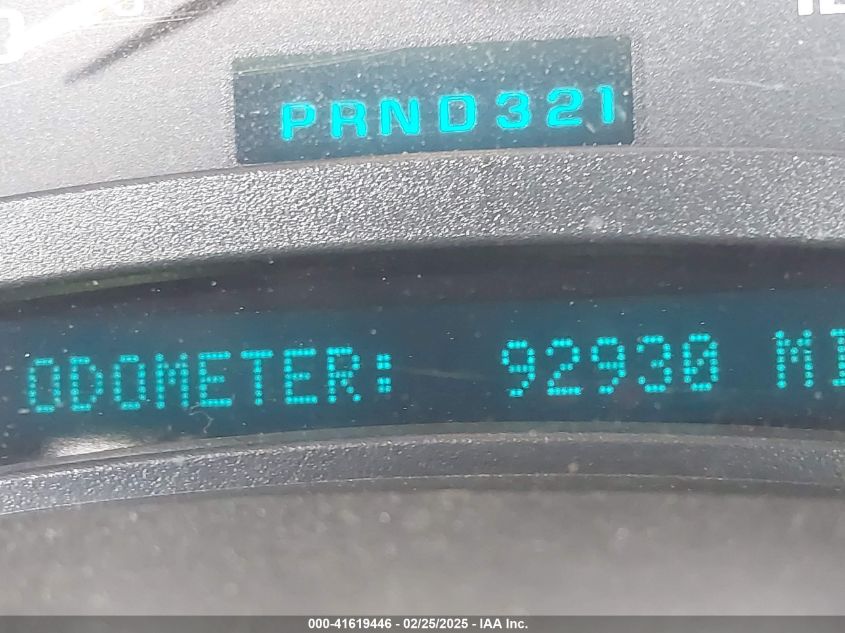 PRND321
ODOMETER: 92930 MI
000-41619446 - 02/25/2025 - IAA Inc.